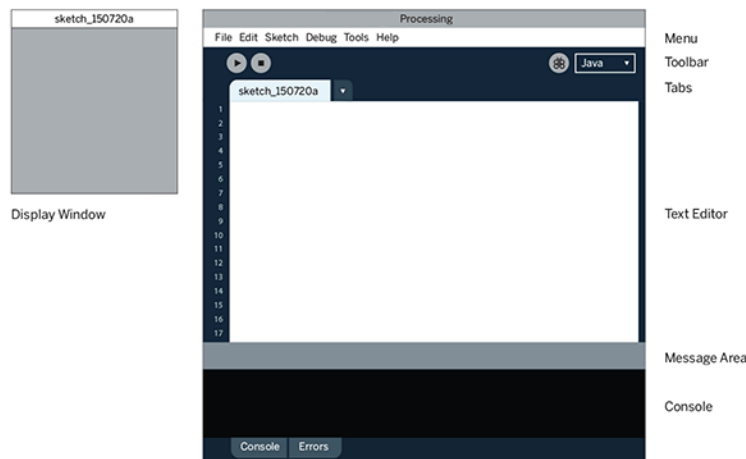 sketch_150720a
Display Window
Processing
File Edit Sketch Debug Tools Help
Java
sketch_150720a
1
2
3
4
5
6
7
8
9
10
11
12
13
14
15
16
17
Console Errors
Menu
Toolbar
Tabs
Text Editor
Message Area
Console